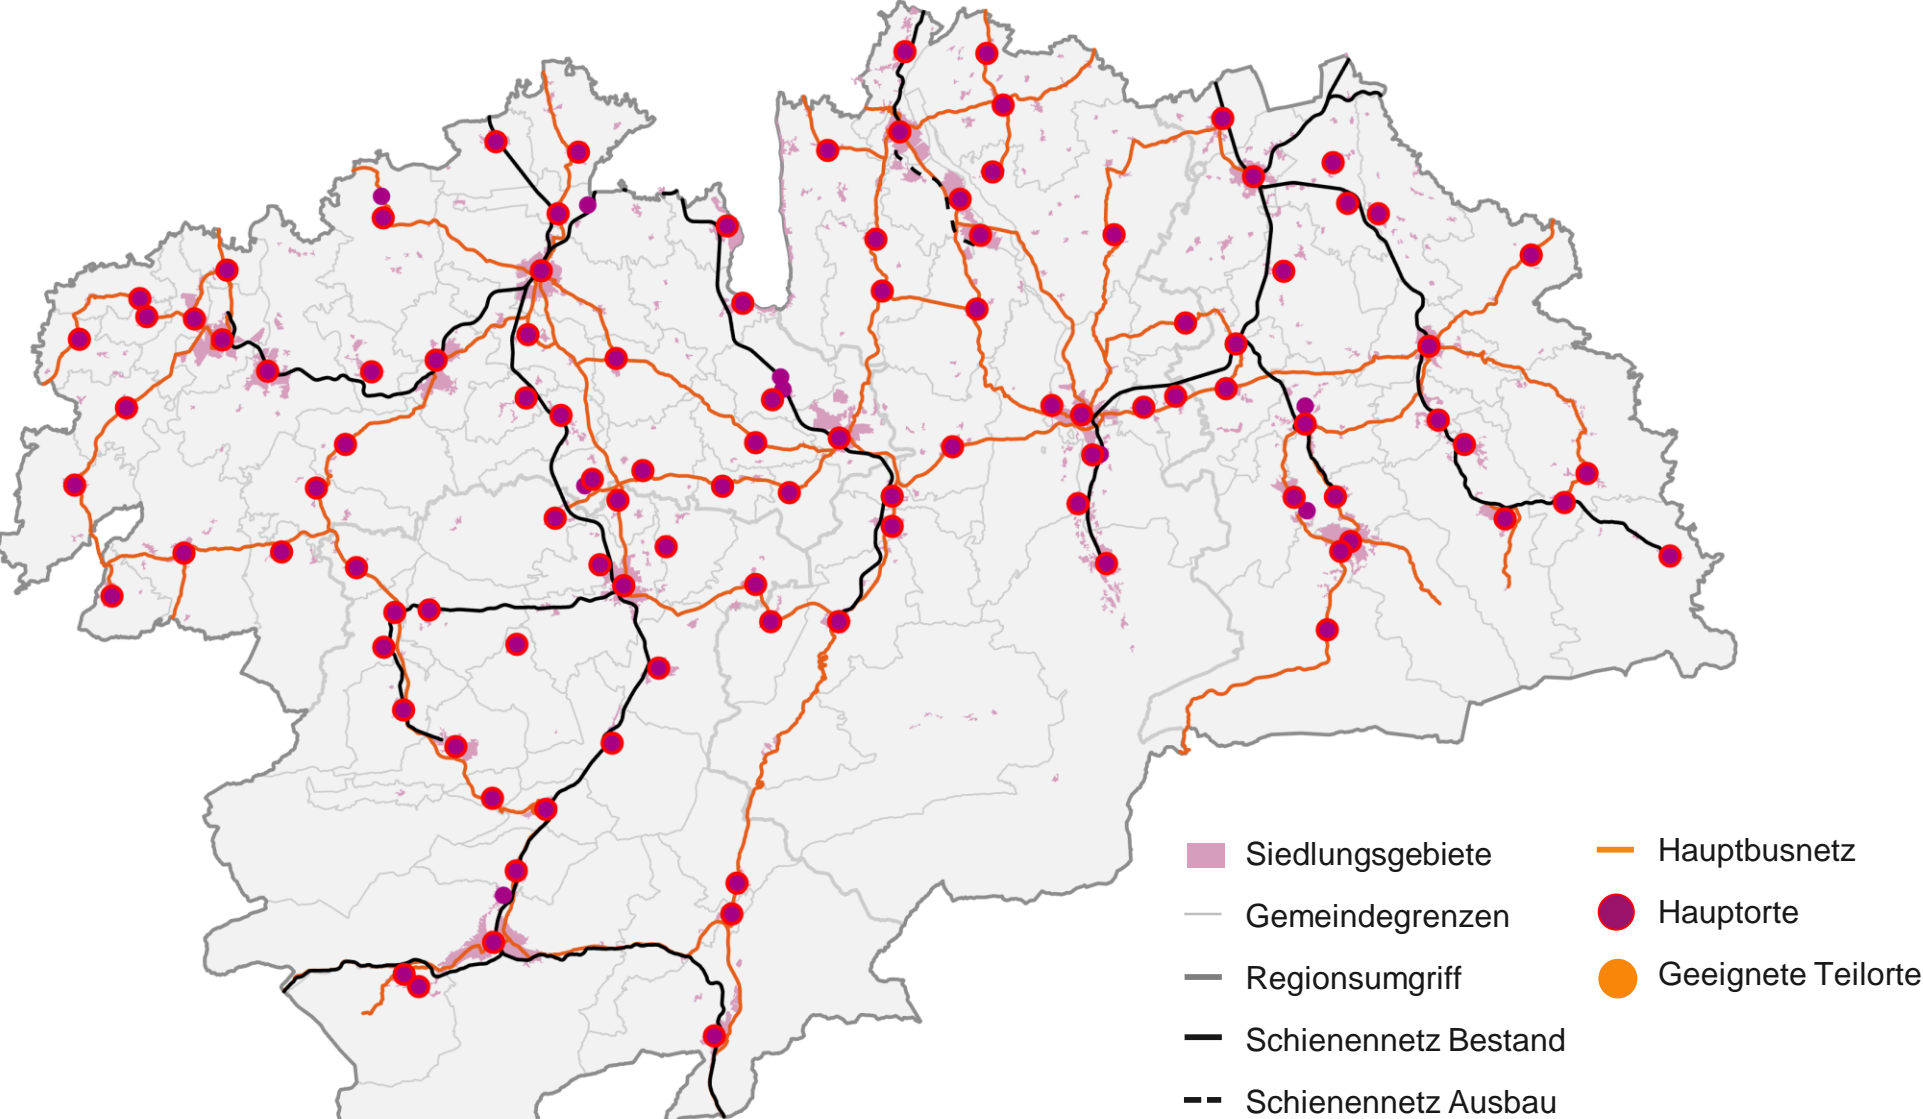 Siedlungsgebiete
Gemeindegrenzen
Regionsumgriff
Schienennetz Bestand
Schienennetz Ausbau
Hauptbusnetz
Hauptorte
Geeignete Teilorte